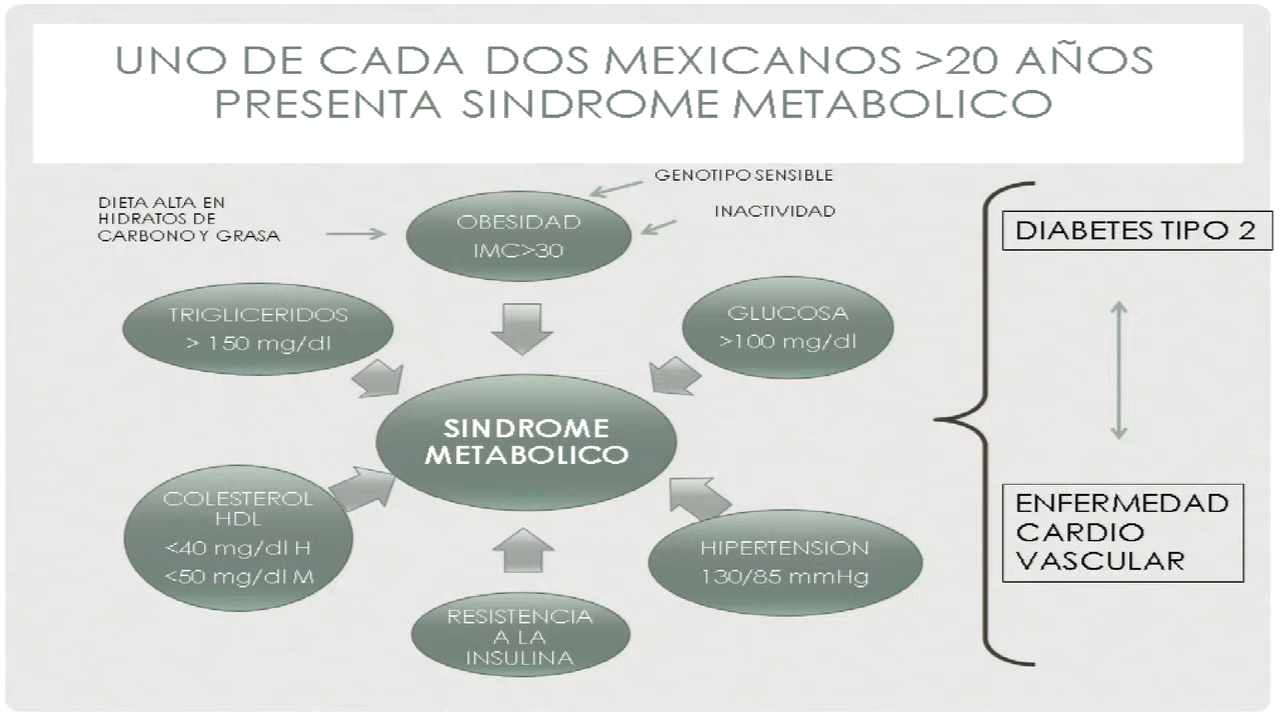 UNO DE CADA DOS MEXICANOS >20 AÑOS
PRESENTA SINDROME METABOLICO
GENOTIPO SENSIBLE
DIETA ALTA EN
HIDRATOS DE
CARBONO Y GRASA
INACTIVIDAD
OBESIDAD
IMC>30
DIABETES TIPO 2
TRIGLICERIDOS
> 150 mg/dl
GLUCOSA
>100 mg/dl
SINDROME
METABOLICO
COLESTEROL
HDL
<40 mg/dl H
<50 mg/dl M
HIPERTENSION
130/85 mmHg
ENFERMEDAD
CARDIO
VASCULAR
RESISTENCIA
A LA
INSULINA